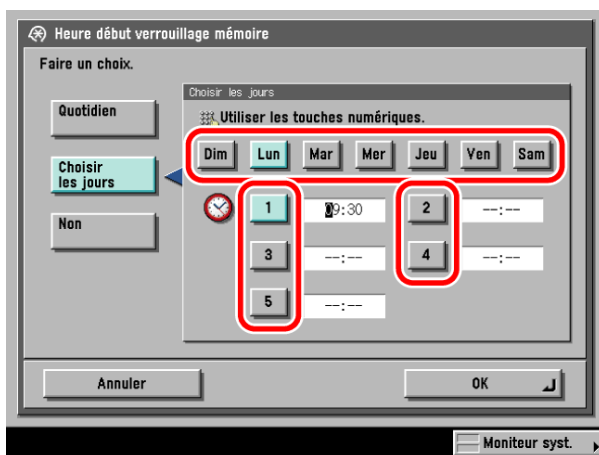 Heure début verrouillage mémoire
Faire un choix.
Choisir les jours
Quotidien
Utiliser les touches numériques.
Dim Lun Mar Mer Jeu Ven Sam
Choisir
les jours
1 09:30 2 --:--
Non
3 --:-- 4 --:--
5 --:--
Annuler OK
Moniteur syst.